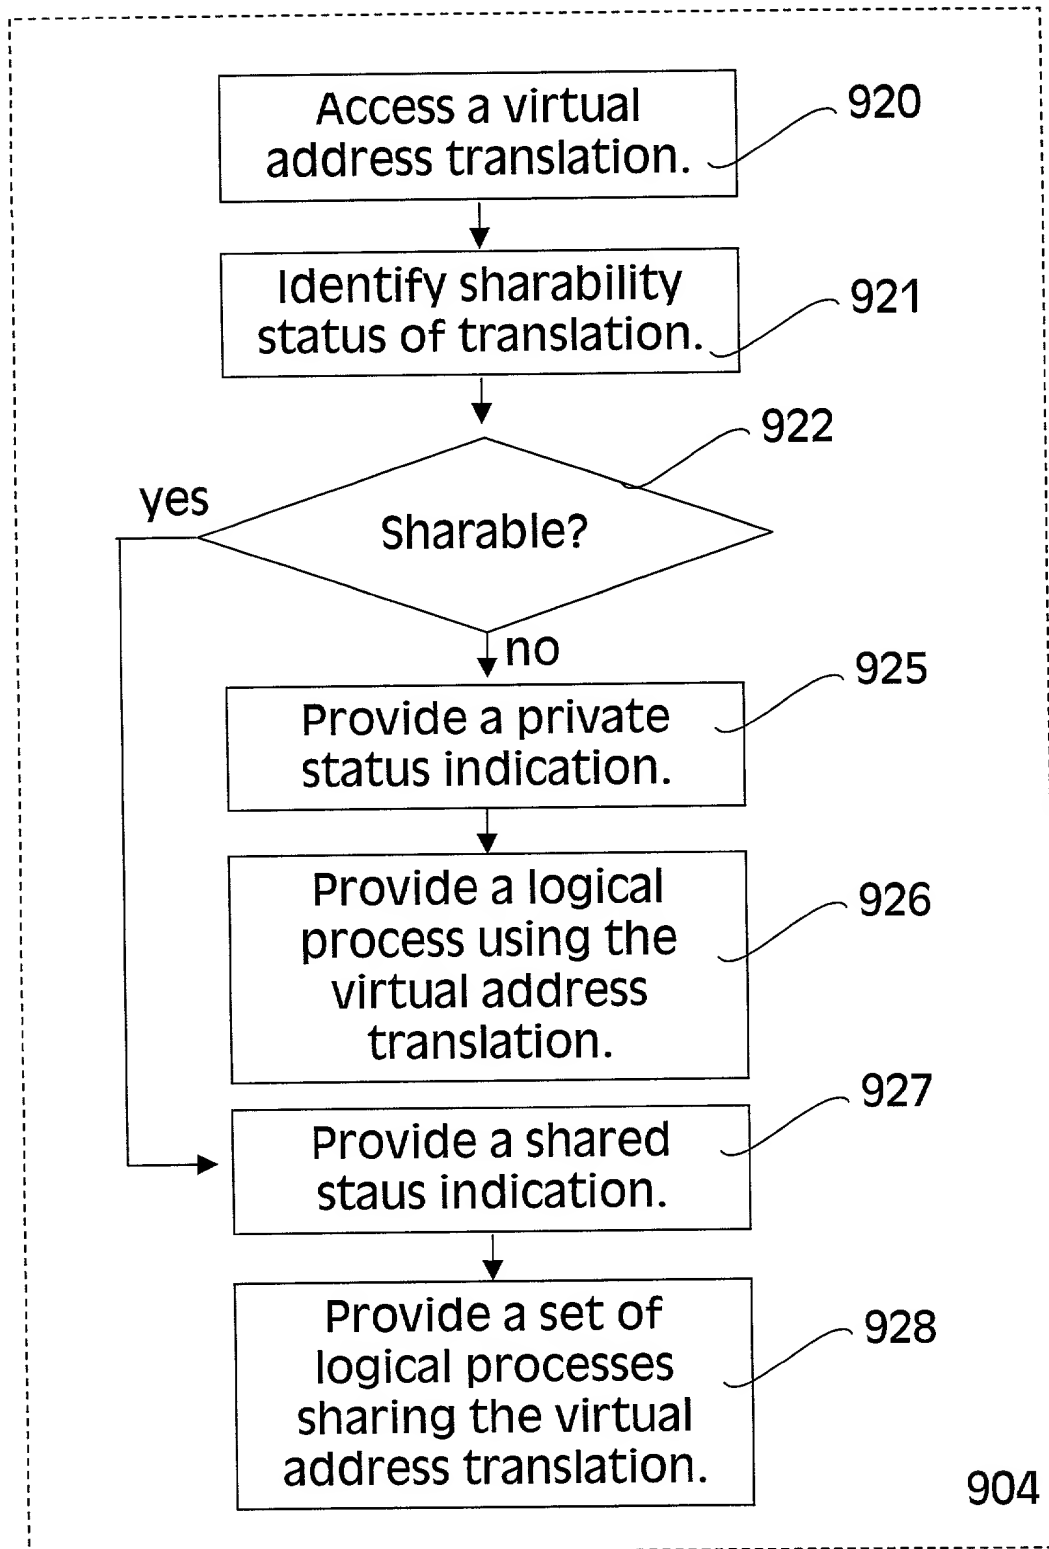 Access a virtual
address translation.
920
Identify sharability
status of translation.
921
922
yes
Sharable?
no
925
Provide a private
status indication.
Provide a logical
process using the
virtual address
translation.
926
927
Provide a shared
staus indication.
Provide a set of
logical processes
sharing the virtual
address translation.
928
904